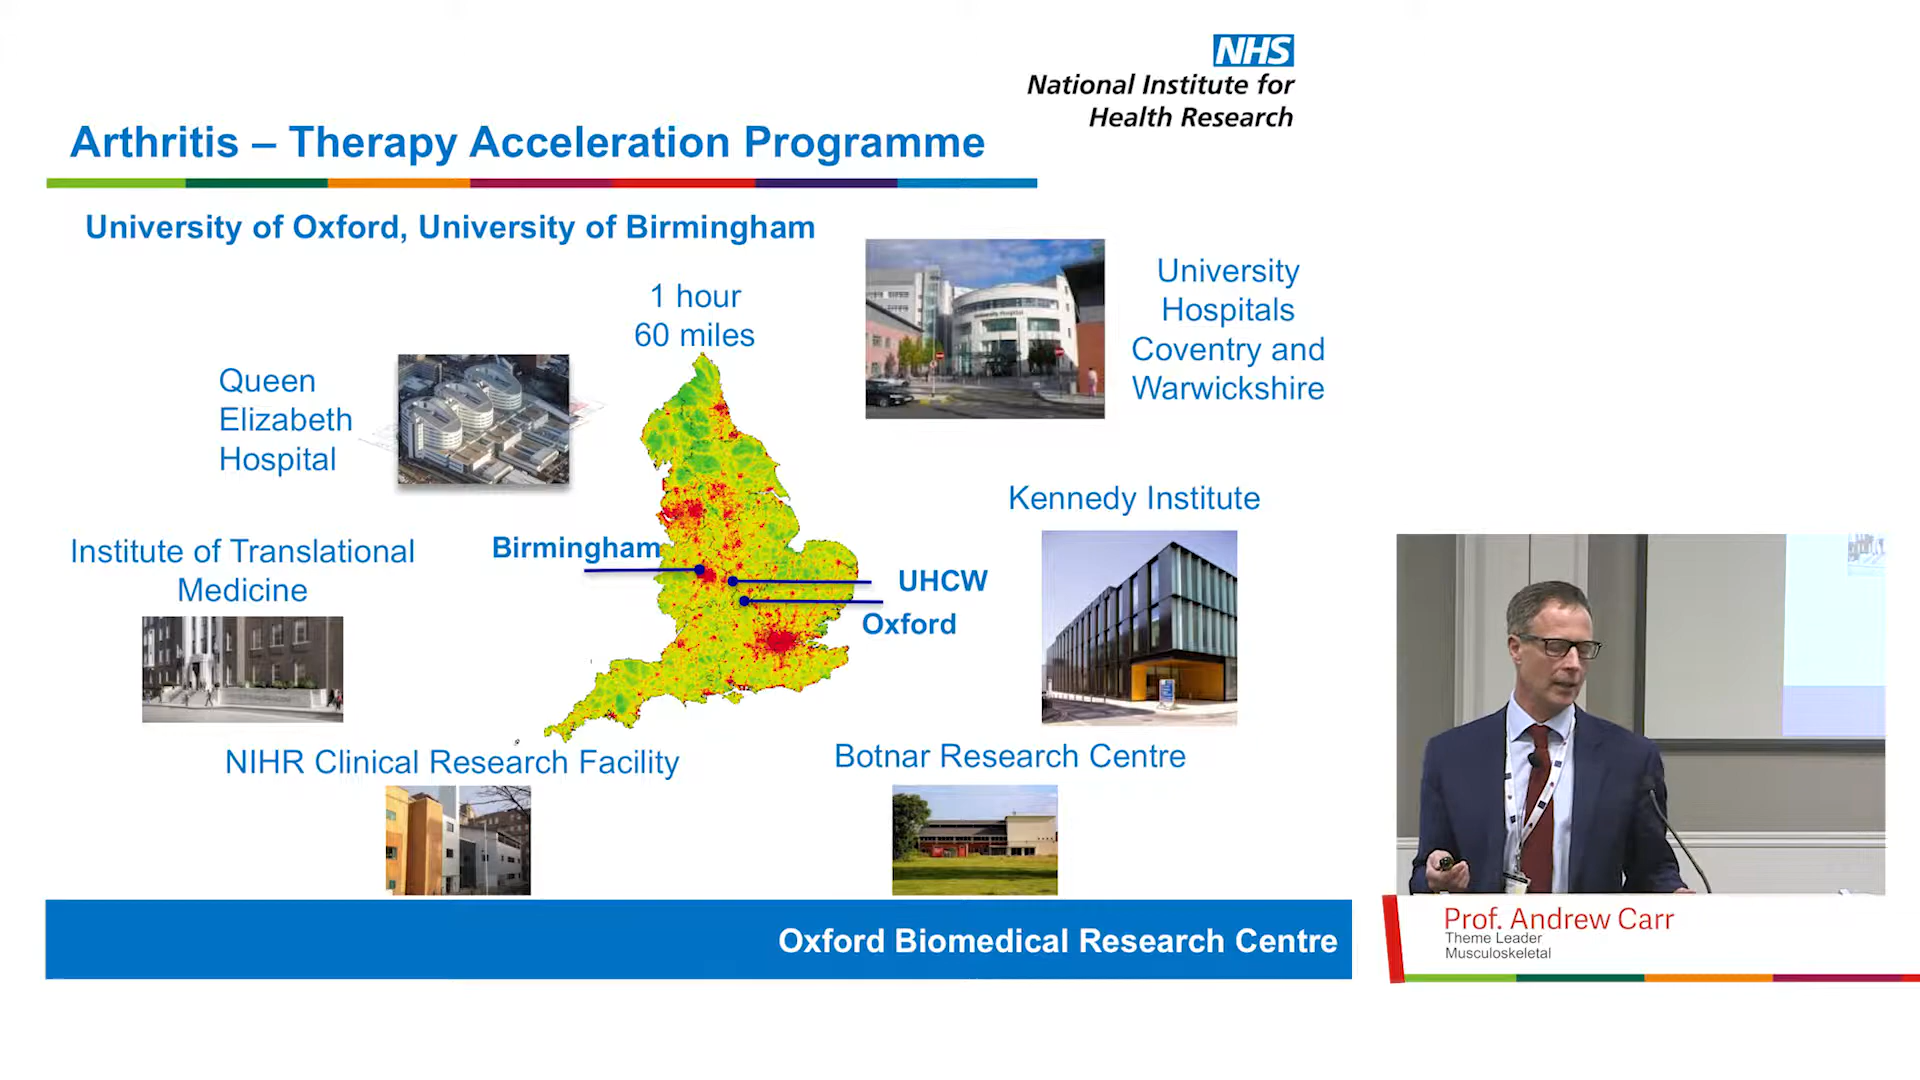 NHS
National Institute for
Health Research
Arthritis – Therapy Acceleration Programme
University of Oxford, University of Birmingham
1 hour
60 miles
University
Hospitals
Coventry and
Warwickshire
Queen
Elizabeth
Hospital
Kennedy Institute
Institute of Translational
Medicine
Birmingham
UHCW
Oxford
NIHR Clinical Research Facility
Botnar Research Centre
Oxford Biomedical Research Centre
Prof. Andrew Carr
Theme Leader
Musculoskeletal